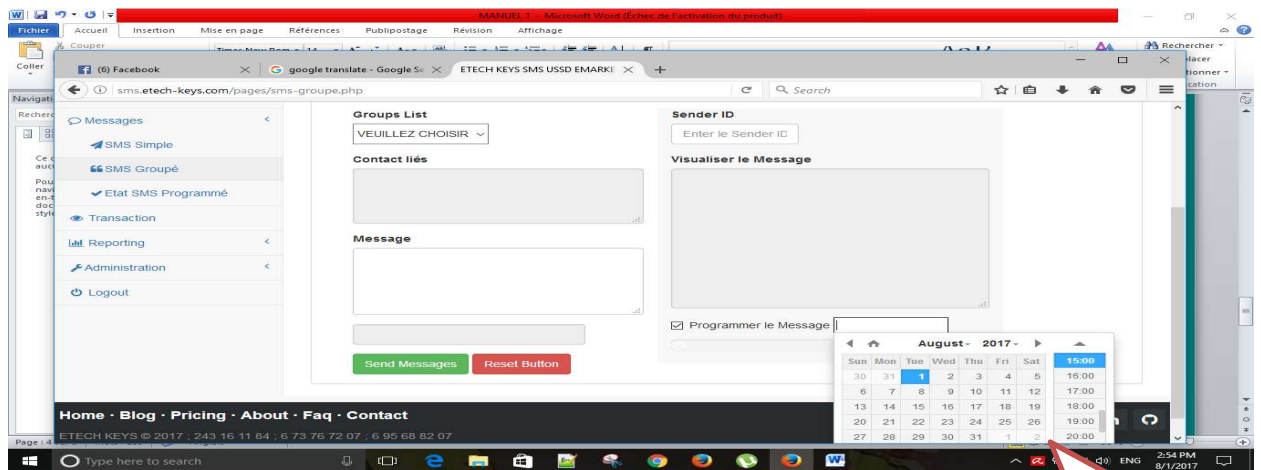 MANUEL 1 - Microsoft Word (Échec de l'activation du produit)
Fichier Accueil Insertion Mise en page Références Publipostage Révision Affichage
Couper
Coller
Rechercher
Navigati
(6) Facebook
google translate - Google Se
ETECH KEYS SMS USSD EMARKE
sms.etech-keys.com/pages/sms-groupe.php
Search
Messages
SMS Simple
SMS Groupé
Etat SMS Programmé
Transaction
Reporting
Administration
Logout
Groups List
VEUILLEZ CHOISIR
Contact liés
Message
Send Messages Reset Button
Sender ID
Enter le Sender ID
Visualiser le Message
Programmer le Message
August 2017
Sun Mon Tue Wed Thu Fri Sat
30 31 1 2 3 4 5
6 7 8 9 10 11 12
13 14 15 16 17 18 19
20 21 22 23 24 25 26
27 28 29 30 31 1 2
15:00
16:00
17:00
18:00
19:00
20:00
Home · Blog · Pricing · About · Faq · Contact
ETECH KEYS © 2017 ; 243 16 11 84 ; 6 73 76 72 07 ; 6 95 68 82 07
Page : 4
Type here to search
ENG
2:54 PM
8/1/2017